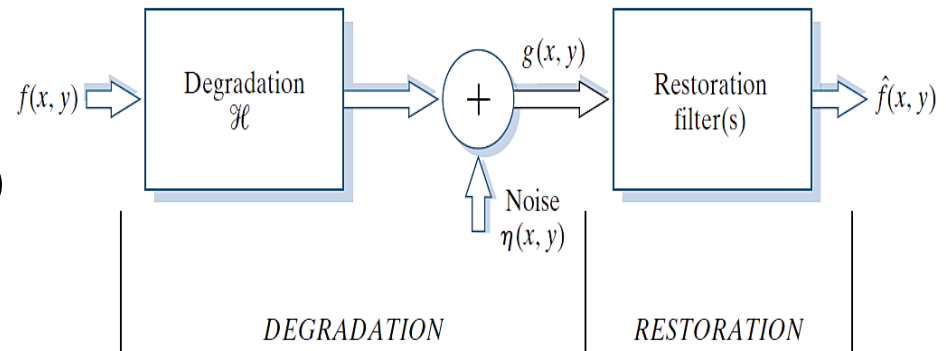 f(x, y)
Degradation
ℋ
+
g(x, y)
Noise
η(x, y)
Restoration
filter(s)
f̂(x, y)
)
DEGRADATION
RESTORATION